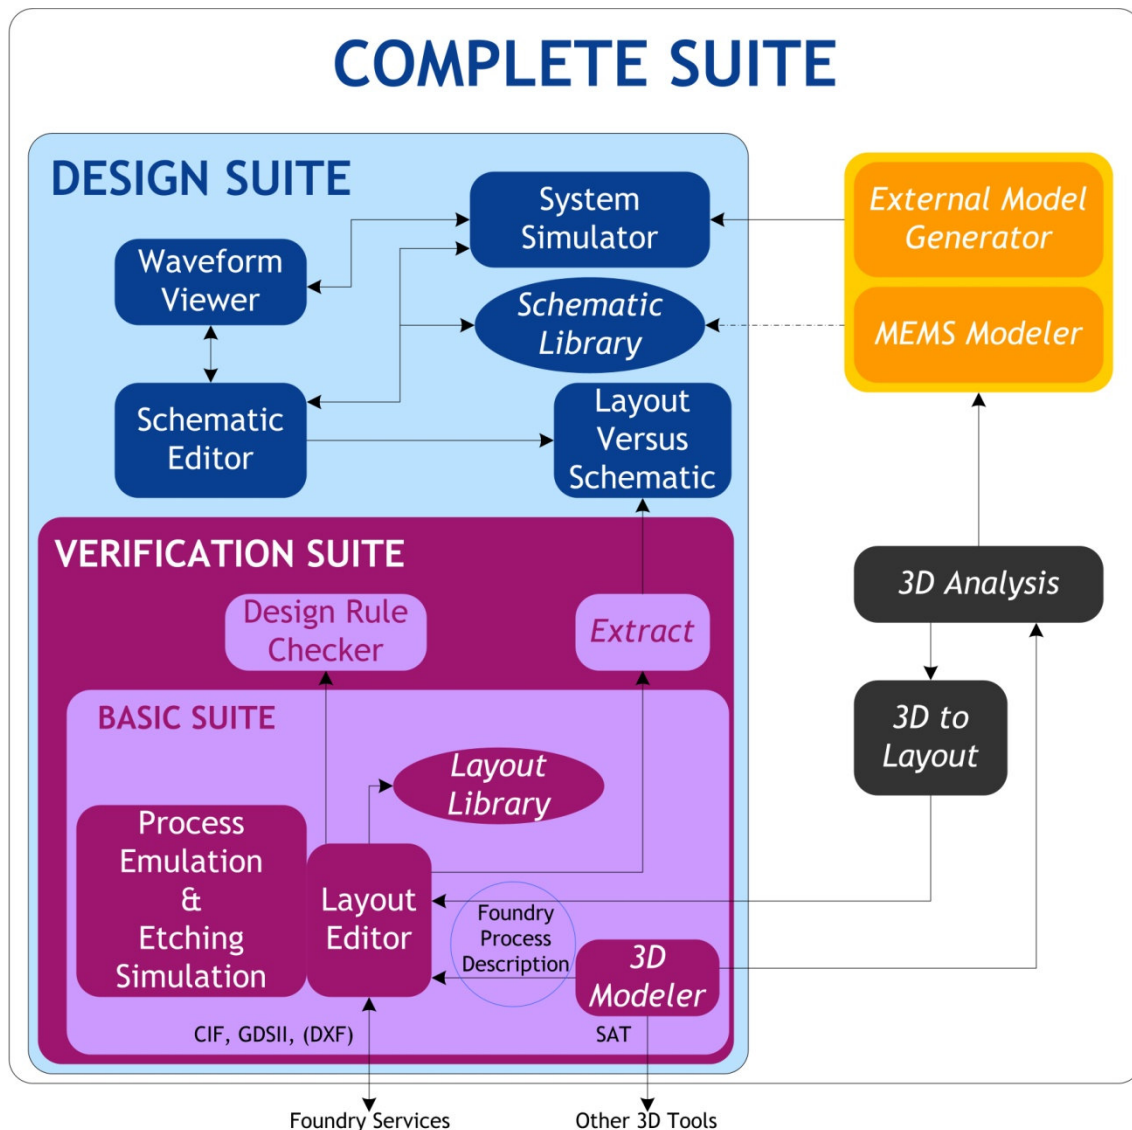 COMPLETE SUITE
DESIGN SUITE
System
Simulator
External Model
Generator
Waveform
Viewer
Schematic
Library
MEMS Modeler
Schematic
Editor
Layout
Versus
Schematic
VERIFICATION SUITE
Design Rule
Checker
Extract
3D Analysis
BASIC SUITE
3D to
Layout
Layout
Library
Process
Emulation
&
Etching
Simulation
Layout
Editor
Foundry
Process
Description
3D
Modeler
CIF, GDSII, (DXF)
SAT
Foundry Services
Other 3D Tools